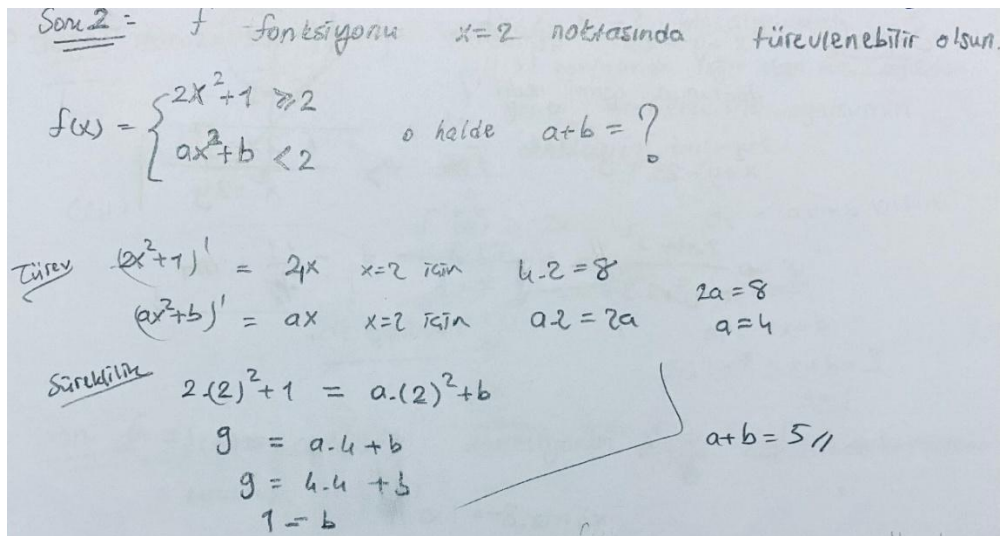 Soru 2 = f fonksiyonu x=2 noktasında türevlenebilir olsun.
f(x) = { 2x²+1 ≥2
ax²+b <2
o halde a+b = ?
Türev (2x²+1)' = 4x x=2 için 4.2=8
(ax²+b)' = ax x=2 için a.2=2a
2a=8
a=4
Süreklilik 2.(2)²+1 = a.(2)²+b
9 = a.4+b
9 = 4.4 +b
1 = b
a+b=5//